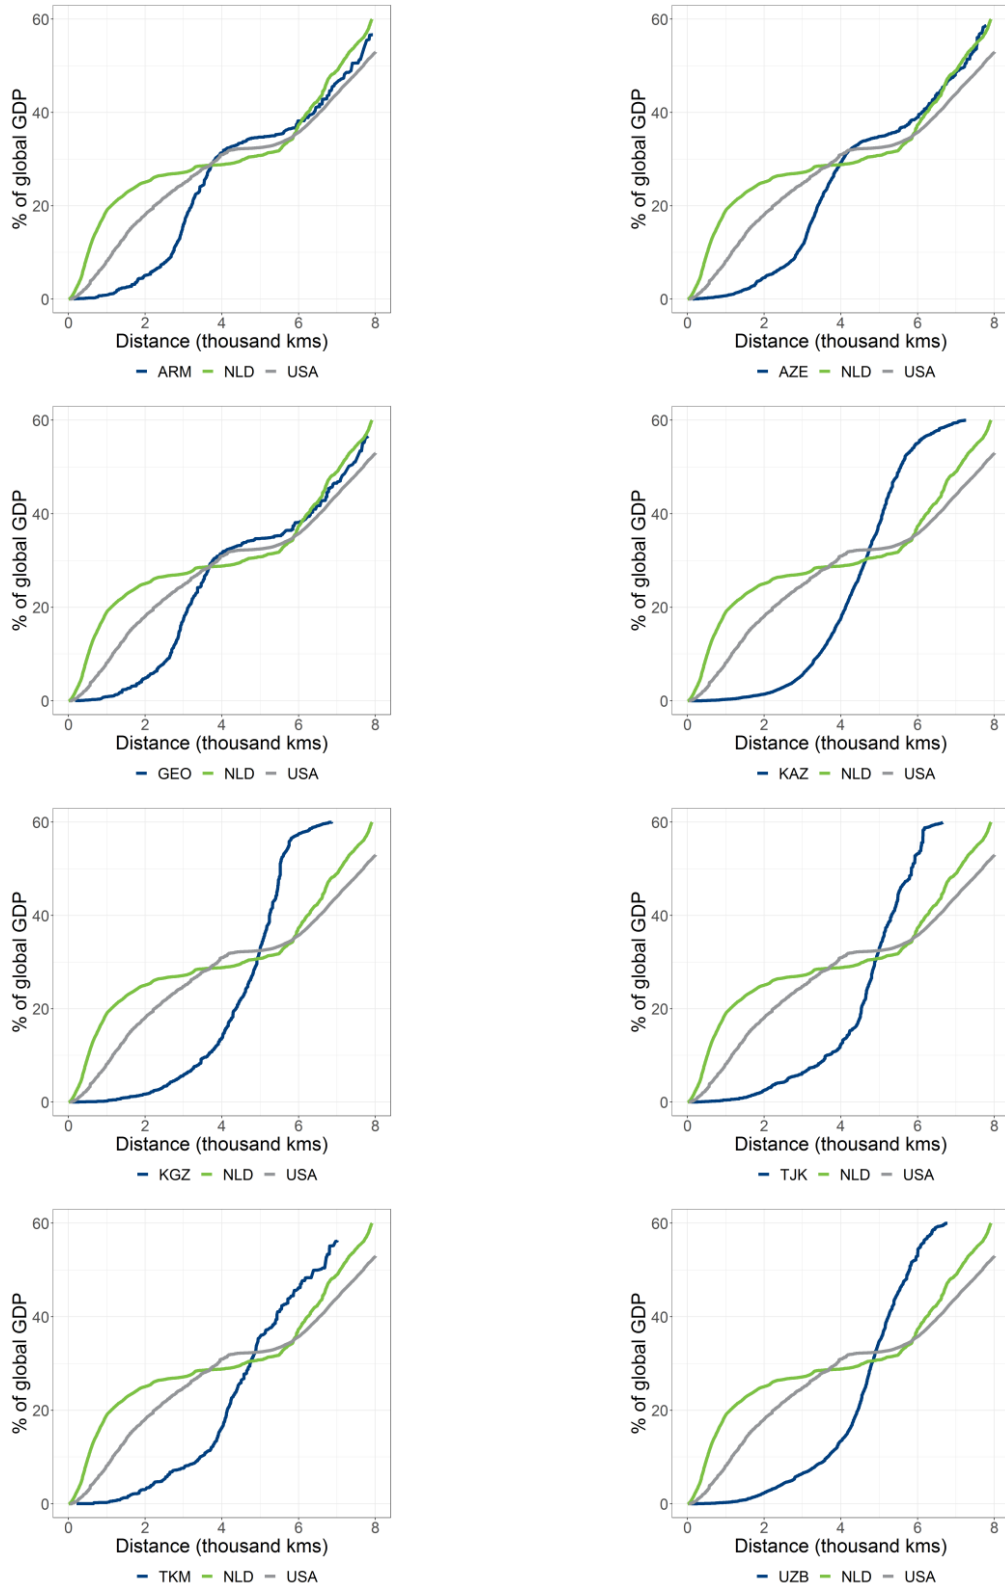 % of global GDP
60
40
20
0
0 2 4 6 8
Distance (thousand kms)
ARM NLD USA
% of global GDP
60
40
20
0
0 2 4 6 8
Distance (thousand kms)
AZE NLD USA
% of global GDP
60
40
20
0
0 2 4 6 8
Distance (thousand kms)
GEO NLD USA
% of global GDP
60
40
20
0
0 2 4 6 8
Distance (thousand kms)
KAZ NLD USA
% of global GDP
60
40
20
0
0 2 4 6 8
Distance (thousand kms)
KGZ NLD USA
% of global GDP
60
40
20
0
0 2 4 6 8
Distance (thousand kms)
TJK NLD USA
% of global GDP
60
40
20
0
0 2 4 6 8
Distance (thousand kms)
TKM NLD USA
% of global GDP
60
40
20
0
0 2 4 6 8
Distance (thousand kms)
UZB NLD USA